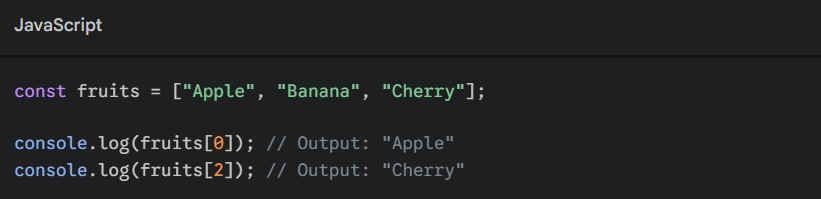 JavaScript
const fruits = ["Apple", "Banana", "Cherry"];
console.log(fruits[0]); // Output: "Apple"
console.log(fruits[2]); // Output: "Cherry"